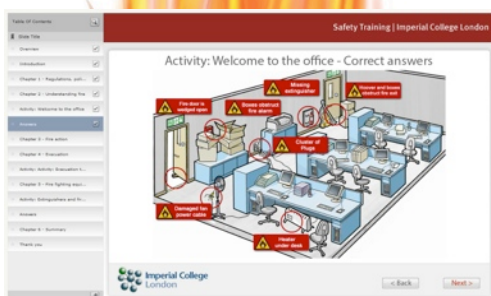 Table Of Contents
Slide Title
Overview
Introduction
Chapter 1 - Regulations, poli...
Chapter 2 - Understanding fire
Activity: Welcome to the office
Answers
Chapter 3 - Fire action
Chapter 4 - Evacuation
Activity: Activity: Evacuation s...
Chapter 5 - Fire fighting equi...
Activity: Extinguishers and fir...
Answers
Chapter 6 - Summary
Thank you
Safety Training | Imperial College London
Activity: Welcome to the office - Correct answers
Missing
extinguisher
Hoover and boxes
obstruct fire exit
Fire door is
wedged open
Boxes obstruct
fire alarm
Cluster of
Plugs
Damaged fan
power cable
Heater
under desk
Imperial College
London
< Back
Next >